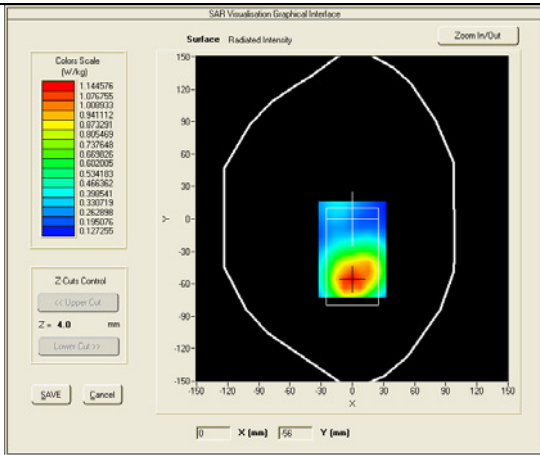 SAR Visualisation Graphical Interface
Surface Radiated Intensity
Zoom In/Out
Colors Scale
(W/kg)
1.144576
1.076755
1.008933
0.941112
0.873291
0.805469
0.737648
0.669826
0.602005
0.534183
0.466362
0.398541
0.330719
0.262898
0.195076
0.127255
150
120
90
60
30
0
-30
-60
-90
-120
-150
Y
-150 -120 -90 -60 -30 0 30 60 90 120 150
X
Z Cuts Control
<< Upper Cut
Z = 4.0 mm
Lower Cut >>
SAVE Cancel
0 X (mm) -56 Y (mm)